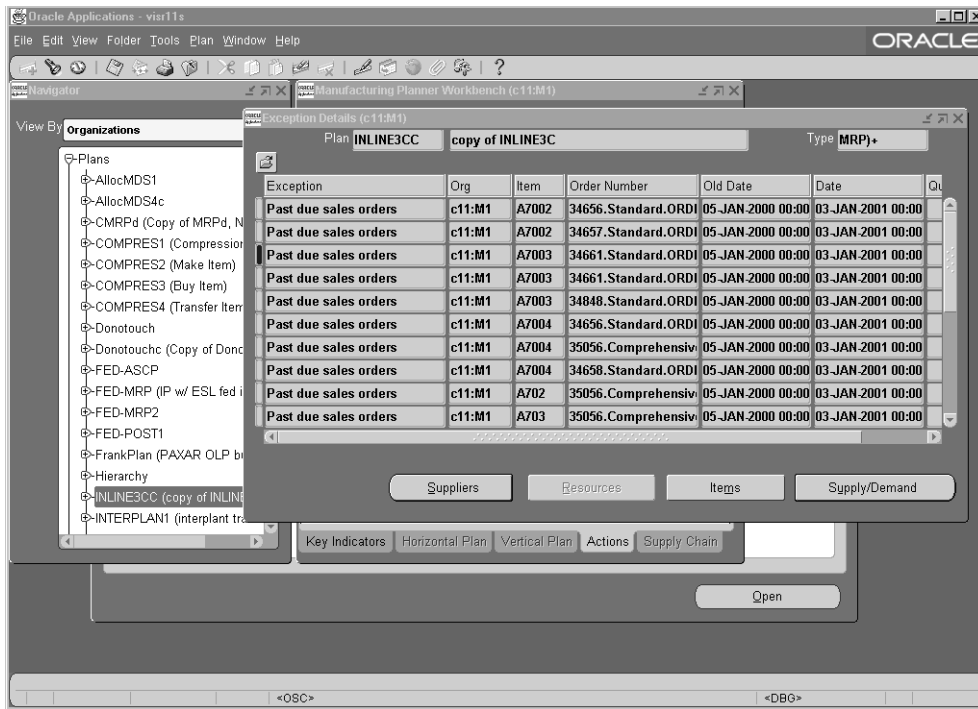 Oracle Applications - visr11s
File Edit View Folder Tools Plan Window Help
ORACLE
Navigator
Manufacturing Planner Workbench (c11:M1)
View By Organizations
Plans
AllocMDS1
AllocMDS4c
CMRPd (Copy of MRPd, N
COMPRES1 (Compression
COMPRES2 (Make Item)
COMPRES3 (Buy Item)
COMPRES4 (Transfer Item
Donotouch
Donotouchc (Copy of Donc
FED-ASCP
FED-MRP (IP w/ ESL fed i
FED-MRP2
FED-POST1
FrankPlan (PAXAR OLP bu
Hierarchy
INLINE3CC (copy of INLINE
INTERPLAN1 (interplant tra
Exception Details (c11:M1)
Plan INLINE3CC copy of INLINE3C Type MRP)+
Exception Org Item Order Number Old Date Date Qu
Past due sales orders c11:M1 A7002 34656.Standard.ORDI 05-JAN-2000 00:00 03-JAN-2001 00:00
Past due sales orders c11:M1 A7002 34657.Standard.ORDI 05-JAN-2000 00:00 03-JAN-2001 00:00
Past due sales orders c11:M1 A7003 34661.Standard.ORDI 05-JAN-2000 00:00 03-JAN-2001 00:00
Past due sales orders c11:M1 A7003 34661.Standard.ORDI 05-JAN-2000 00:00 03-JAN-2001 00:00
Past due sales orders c11:M1 A7003 34848.Standard.ORDI 05-JAN-2000 00:00 03-JAN-2001 00:00
Past due sales orders c11:M1 A7004 34656.Standard.ORDI 05-JAN-2000 00:00 03-JAN-2001 00:00
Past due sales orders c11:M1 A7004 35056.Comprehensiv 05-JAN-2000 00:00 03-JAN-2001 00:00
Past due sales orders c11:M1 A7004 34658.Standard.ORDI 05-JAN-2000 00:00 03-JAN-2001 00:00
Past due sales orders c11:M1 A702 35056.Comprehensiv 05-JAN-2000 00:00 03-JAN-2001 00:00
Past due sales orders c11:M1 A703 35056.Comprehensiv 05-JAN-2000 00:00 03-JAN-2001 00:00
Suppliers Resources Items Supply/Demand
Key Indicators Horizontal Plan Vertical Plan Actions Supply Chain
Open
<OSC> <DBG>